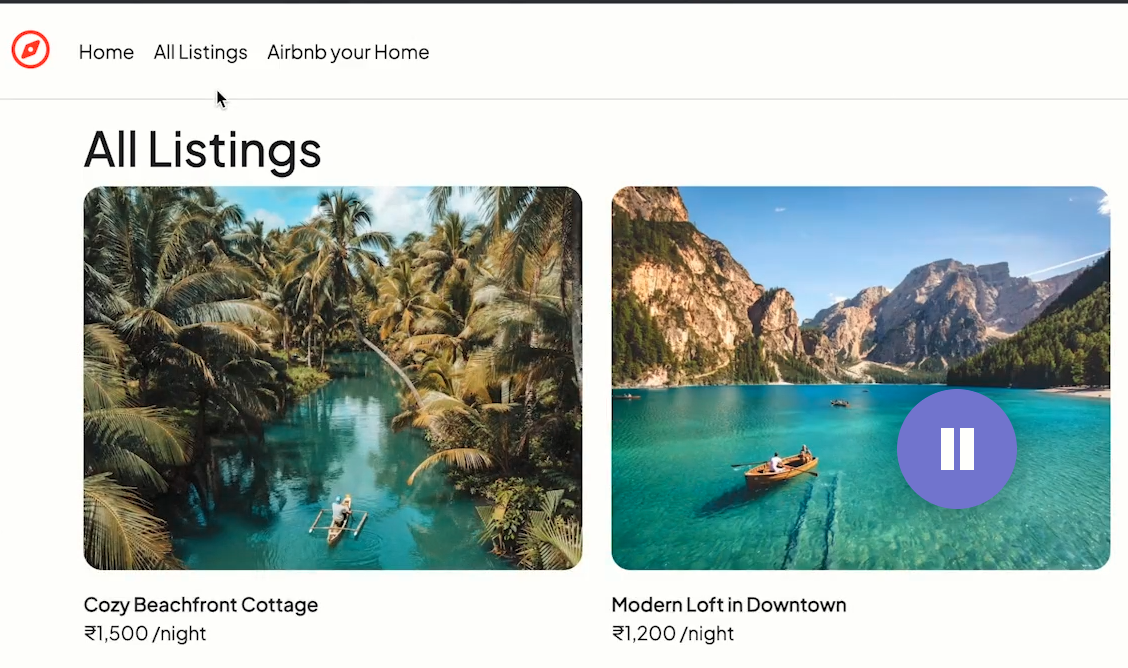 Home All Listings Airbnb your Home
All Listings
Cozy Beachfront Cottage
₹1,500 /night
Modern Loft in Downtown
₹1,200 /night